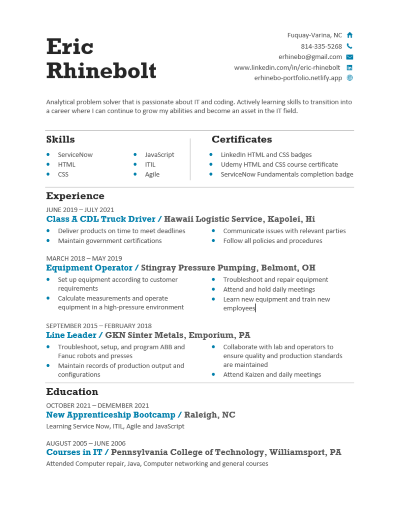 Eric
Rhinebolt
Fuquay-Varina, NC
814-335-5268
erhinebo@gmail.com
www.linkedin.com/in/eric-rhinebolt
erhinebo-portfolio.netlify.app
Analytical problem solver that is passionate about IT and coding. Actively learning skills to transition into
a career where I can continue to grow my abilities and become an asset in the IT field.
Skills
ServiceNow
HTML
CSS
JavaScript
ITIL
Agile
Certificates
LinkedIn HTML and CSS badges
Udemy HTML and CSS course certificate
ServiceNow Fundamentals completion badge
Experience
JUNE 2019 – JULY 2021
Class A CDL Truck Driver / Hawaii Logistic Service, Kapolei, Hi
Deliver products on time to meet deadlines
Maintain government certifications
Communicate issues with relevant parties
Follow all policies and procedures
MARCH 2018 – MAY 2019
Equipment Operator / Stingray Pressure Pumping, Belmont, OH
Set up equipment according to customer
requirements
Calculate measurements and operate
equipment in a high-pressure environment
Troubleshoot and repair equipment
Attend and hold daily meetings
Learn new equipment and train new
employees
SEPTEMBER 2015 – FEBRUARY 2018
Line Leader / GKN Sinter Metals, Emporium, PA
Troubleshoot, setup, and program ABB and
Fanuc robots and presses
Maintain records of production output and
configurations
Collaborate with lab and operators to
ensure quality and production standards
are maintained
Attend Kaizen and daily meetings
Education
OCTOBER 2021 – DEMEMBER 2021
New Apprenticeship Bootcamp / Raleigh, NC
Learning Service Now, ITIL, Agile and JavaScript
AUGUST 2005 – JUNE 2006
Courses in IT / Pennsylvania College of Technology, Williamsport, PA
Attended Computer repair, Java, Computer networking and general courses